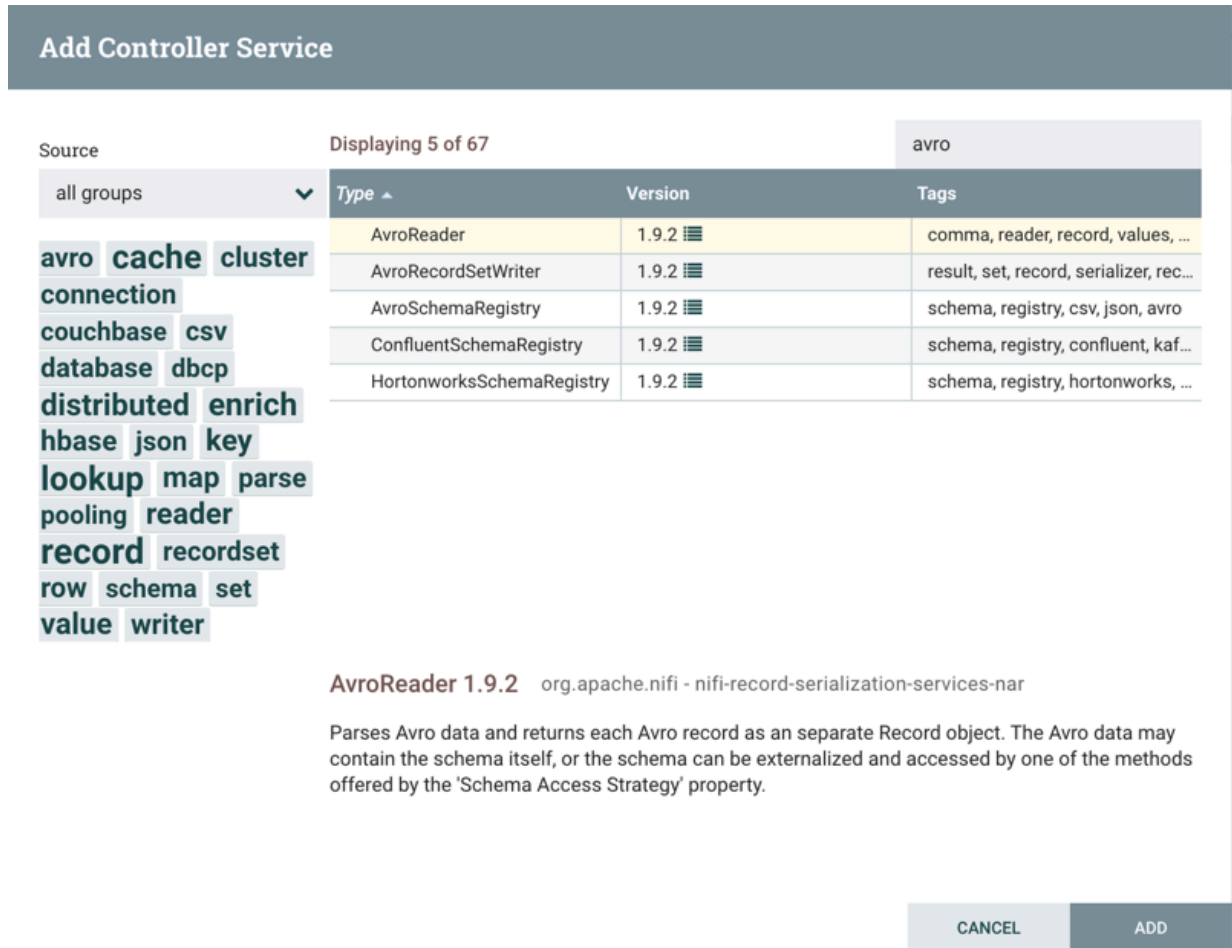 Add Controller Service
Source
all groups
avro cache cluster
connection
couchbase csv
database dbcp
distributed enrich
hbase json key
lookup map parse
pooling reader
record recordset
row schema set
value writer
Displaying 5 of 67
avro
Type Version Tags
AvroReader 1.9.2 comma, reader, record, values, ...
AvroRecordSetWriter 1.9.2 result, set, record, serializer, rec...
AvroSchemaRegistry 1.9.2 schema, registry, csv, json, avro
ConfluentSchemaRegistry 1.9.2 schema, registry, confluent, kaf...
HortonworksSchemaRegistry 1.9.2 schema, registry, hortonworks, ...
AvroReader 1.9.2 org.apache.nifi - nifi-record-serialization-services-nar
Parses Avro data and returns each Avro record as an separate Record object. The Avro data may
contain the schema itself, or the schema can be externalized and accessed by one of the methods
offered by the 'Schema Access Strategy' property.
CANCEL ADD